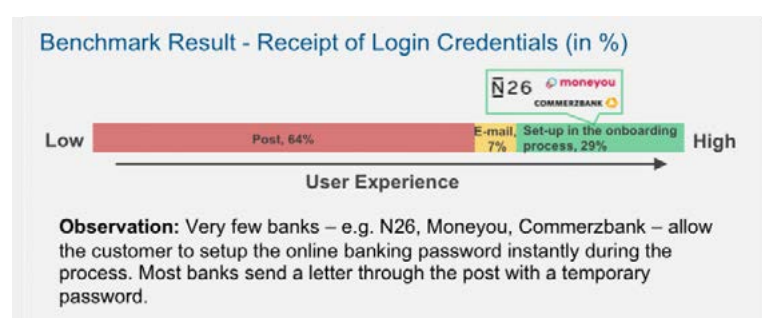 Benchmark Result - Receipt of Login Credentials (in %)
N26 moneyou
COMMERZBANK
Low
Post, 64%
E-mail, 7%
Set-up in the onboarding
process, 29%
High
User Experience
Observation: Very few banks – e.g. N26, Moneyou, Commerzbank – allow
the customer to setup the online banking password instantly during the
process. Most banks send a letter through the post with a temporary
password.